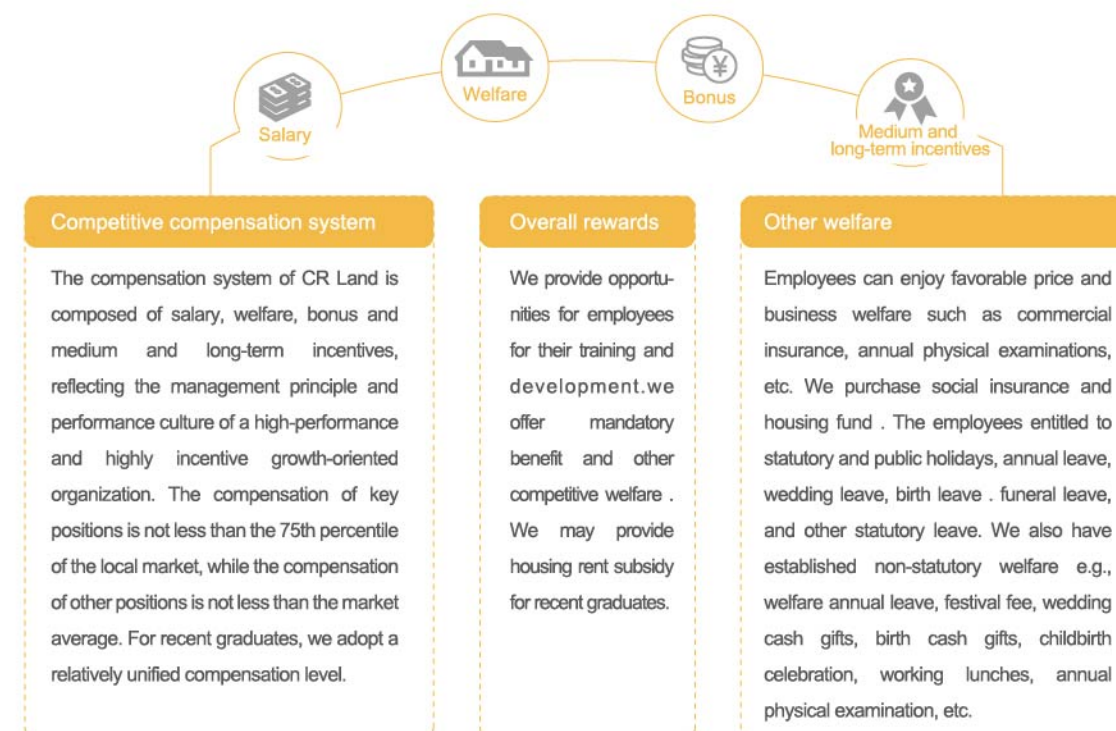 Salary
Welfare
Bonus
Medium and
long-term incentives
Competitive compensation system
The compensation system of CR Land is
composed of salary, welfare, bonus and
medium and long-term incentives,
reflecting the management principle and
performance culture of a high-performance
and highly incentive growth-oriented
organization. The compensation of key
positions is not less than the 75th percentile
of the local market, while the compensation
of other positions is not less than the market
average. For recent graduates, we adopt a
relatively unified compensation level.
Overall rewards
We provide opportu-
nities for employees
for their training and
development.we
offer mandatory
benefit and other
competitive welfare .
We may provide
housing rent subsidy
for recent graduates.
Other welfare
Employees can enjoy favorable price and
business welfare such as commercial
insurance, annual physical examinations,
etc. We purchase social insurance and
housing fund . The employees entitled to
statutory and public holidays, annual leave,
wedding leave, birth leave . funeral leave,
and other statutory leave. We also have
established non-statutory welfare e.g.,
welfare annual leave, festival fee, wedding
cash gifts, birth cash gifts, childbirth
celebration, working lunches, annual
physical examination, etc.